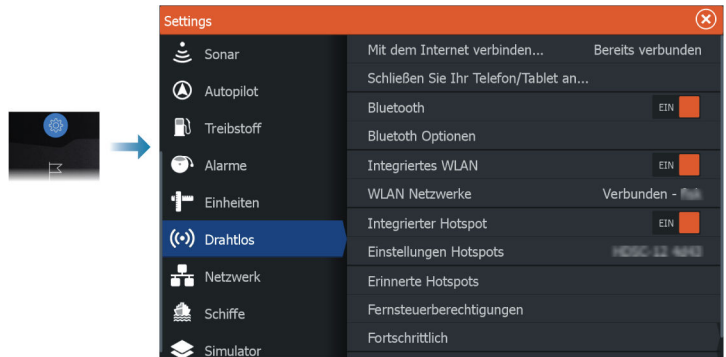 Settings
Sonar
Autopilot
Treibstoff
Alarme
Einheiten
Drahtlos
Netzwerk
Schiffe
Simulator
Mit dem Internet verbinden... Bereits verbunden
Schließen Sie Ihr Telefon/Tablet an...
Bluetooth EIN
Bluetoth Optionen
Integriertes WLAN EIN
WLAN Netzwerke Verbunden -
Integrierter Hotspot EIN
Einstellungen Hotspots
Erinnerte Hotspots
Fernsteuerberechtigungen
Fortschrittlich